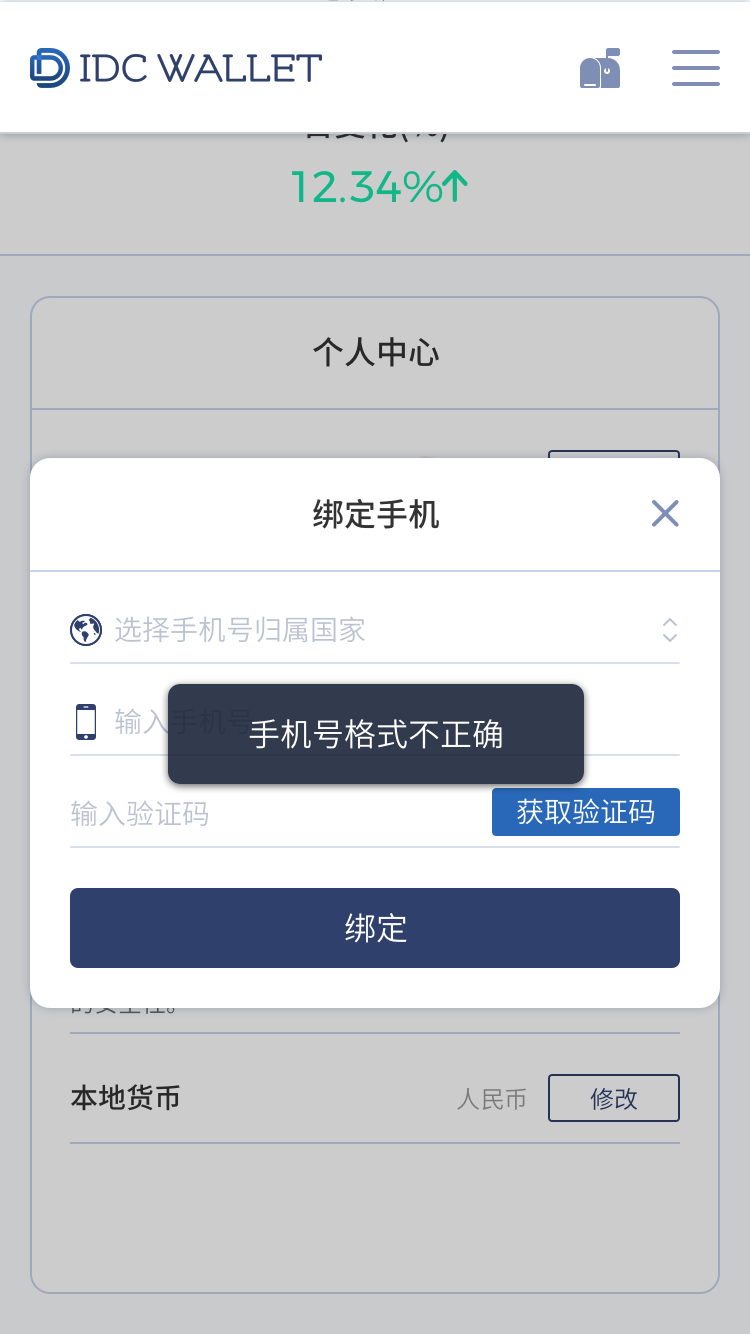 IDC WALLET
12.34%
个人中心
绑定手机
选择手机号归属国家
输入手机号
手机号格式不正确
输入验证码
获取验证码
绑定
本地货币
人民币
修改